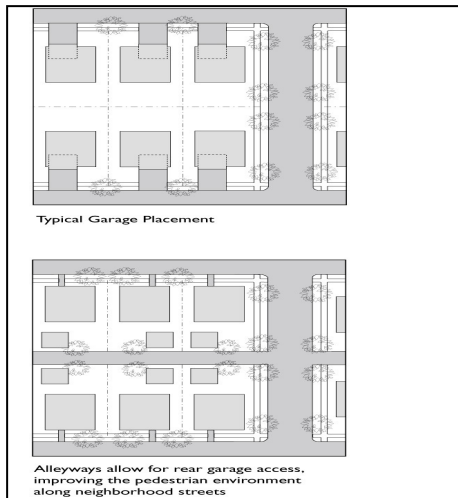 Typical Garage Placement
Alleyways allow for rear garage access,
improving the pedestrian environment
along neighborhood streets